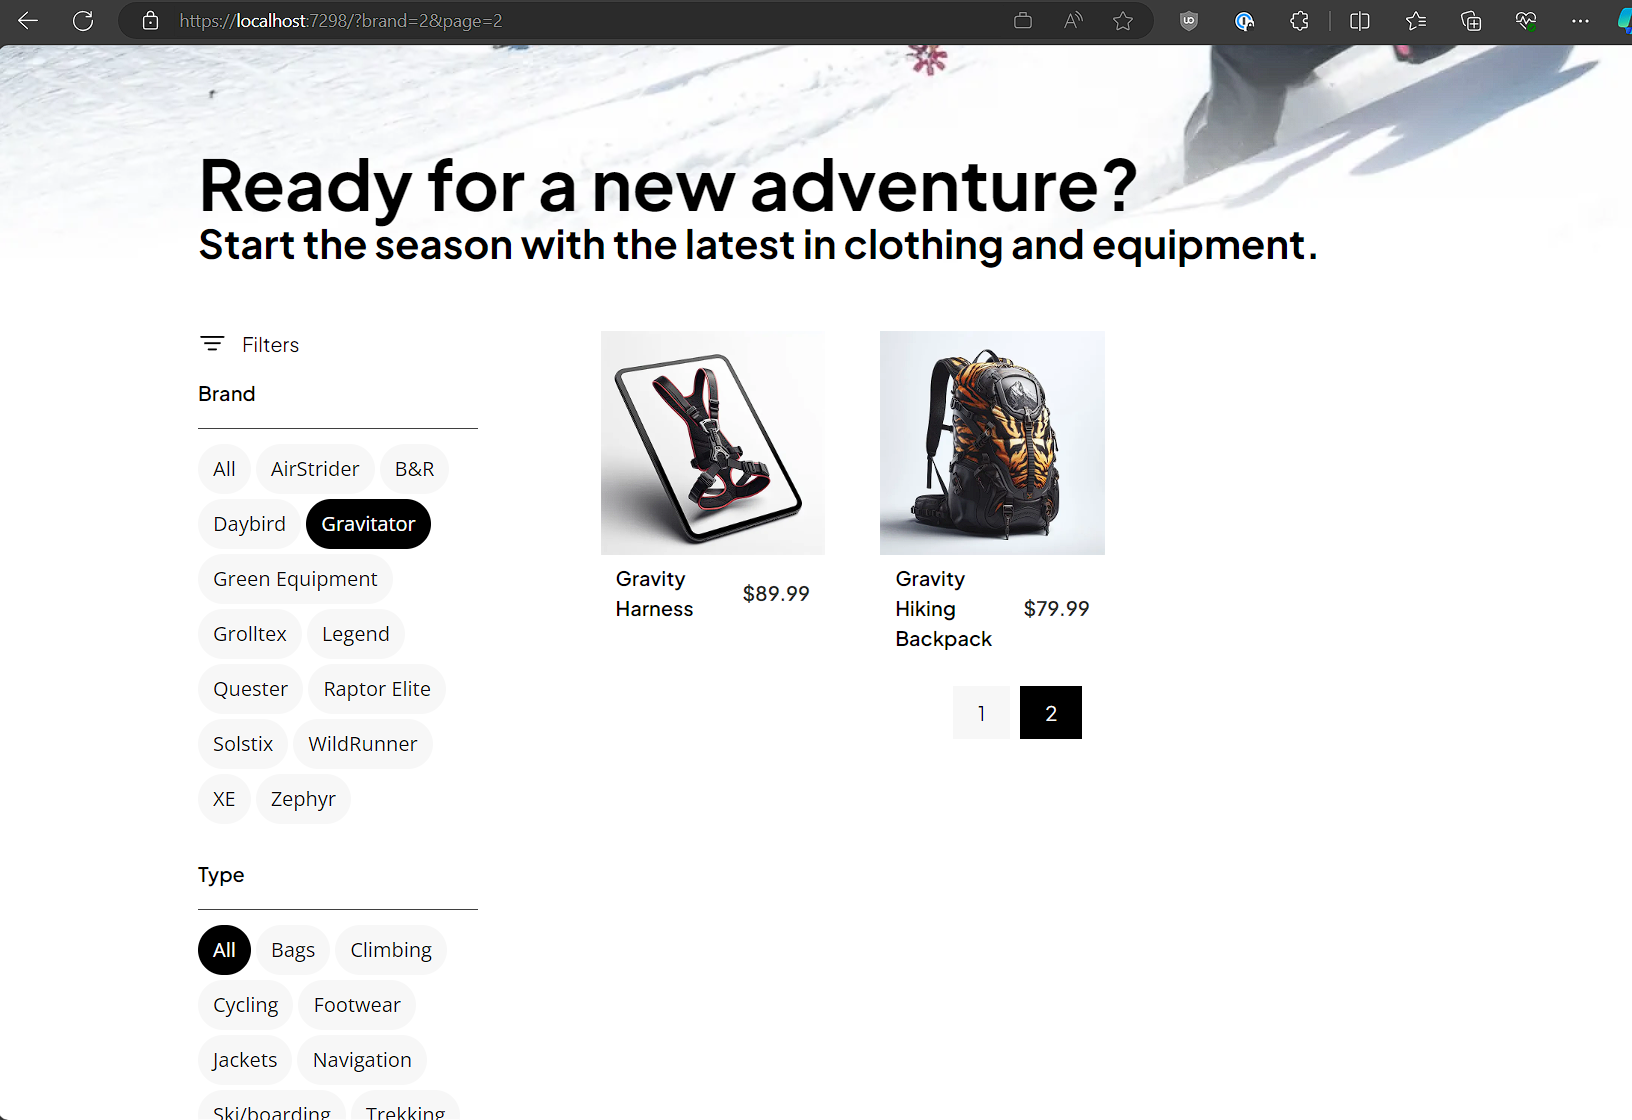 https://localhost:7298/?brand=2&page=2
Ready for a new adventure?
Start the season with the latest in clothing and equipment.
Filters
Brand
All AirStrider B&R
Daybird Gravitator
Green Equipment
Grolltex Legend
Quester Raptor Elite
Solstix WildRunner
XE Zephyr
Type
All Bags Climbing
Cycling Footwear
Jackets Navigation
Ski/boarding Trekking
Gravity
Harness
$89.99
Gravity
Hiking
Backpack
$79.99
1 2